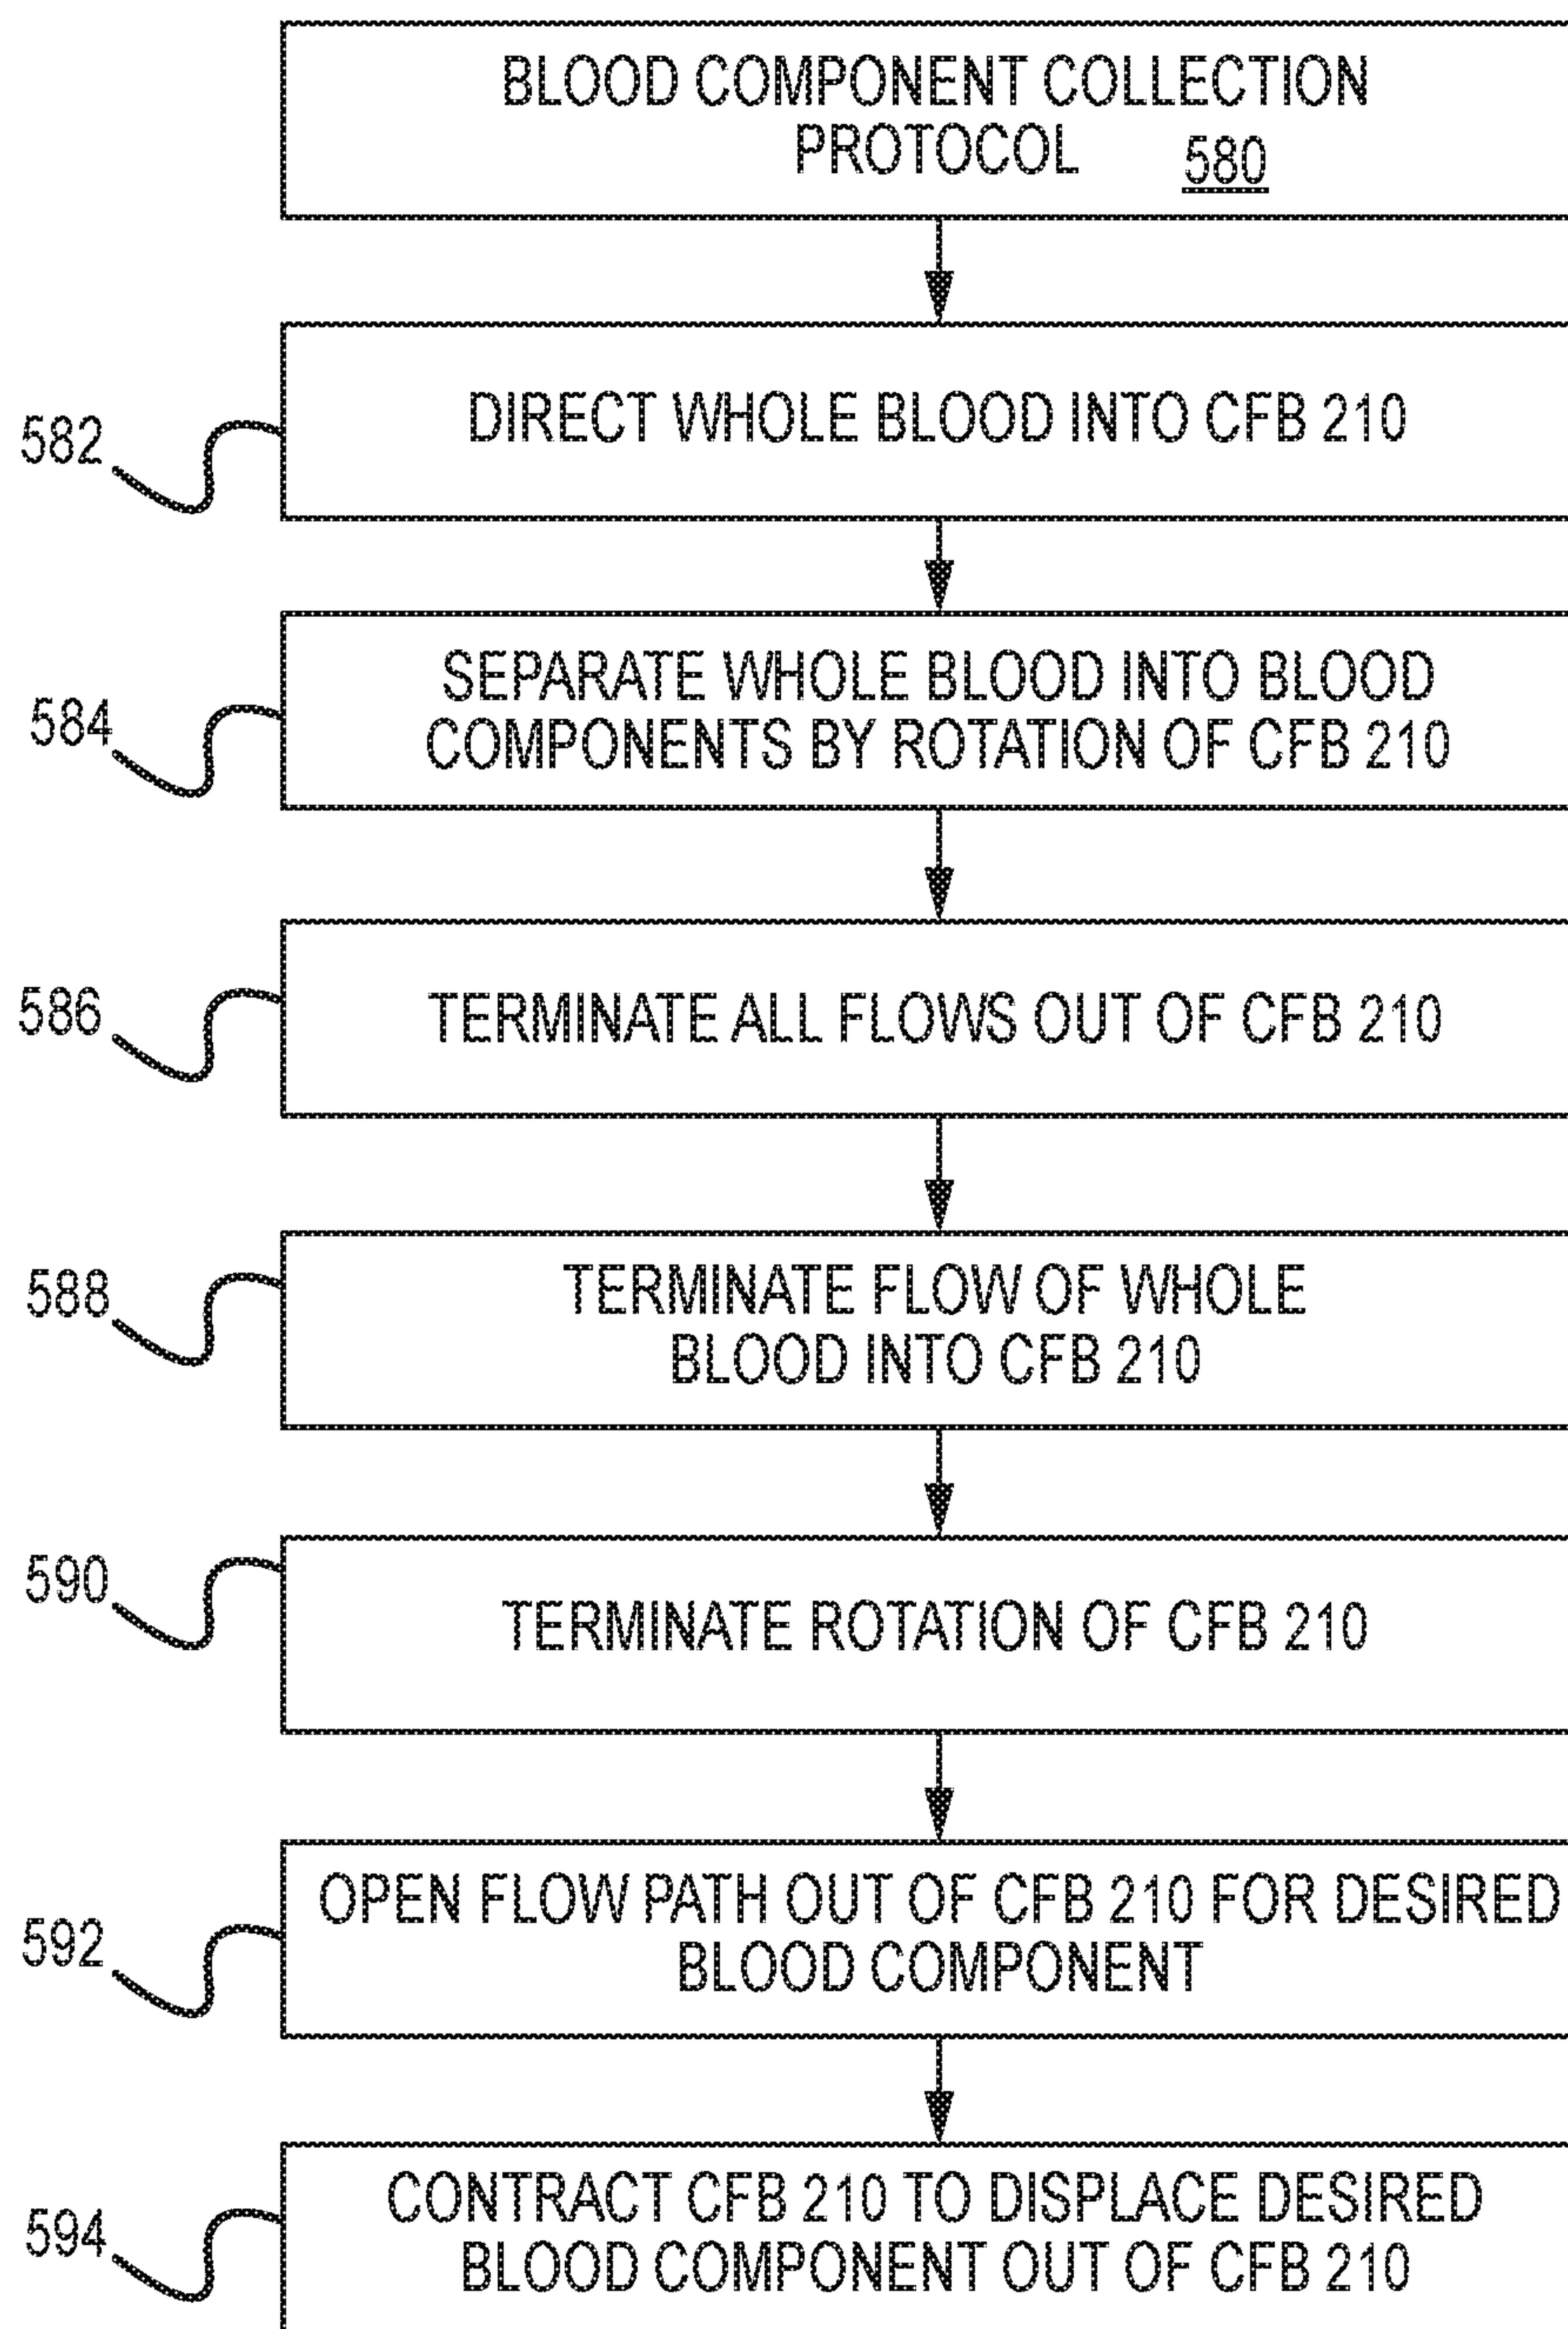 BLOOD COMPONENT COLLECTION
PROTOCOL 580
582
DIRECT WHOLE BLOOD INTO CFB 210
584
SEPARATE WHOLE BLOOD INTO BLOOD
COMPONENTS BY ROTATION OF CFB 210
586
TERMINATE ALL FLOWS OUT OF CFB 210
588
TERMINATE FLOW OF WHOLE
BLOOD INTO CFB 210
590
TERMINATE ROTATION OF CFB 210
592
OPEN FLOW PATH OUT OF CFB 210 FOR DESIRED
BLOOD COMPONENT
594
CONTRACT CFB 210 TO DISPLACE DESIRED
BLOOD COMPONENT OUT OF CFB 210